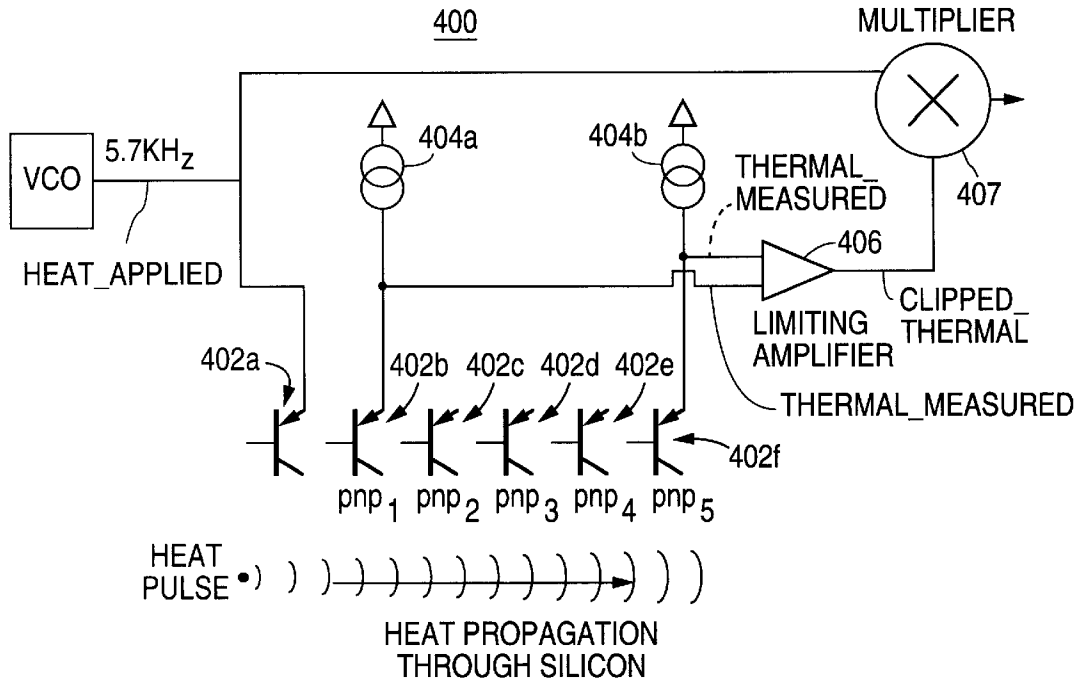 400
MULTIPLIER
404a
404b
VCO
5.7KHz
THERMAL_
MEASURED
407
406
HEAT_APPLIED
CLIPPED_
THERMAL
LIMITING
AMPLIFIER
402a
402b
402c
402d
402e
THERMAL_MEASURED
402f
pnp1
pnp2
pnp3
pnp4
pnp5
HEAT
PULSE
HEAT PROPAGATION
THROUGH SILICON